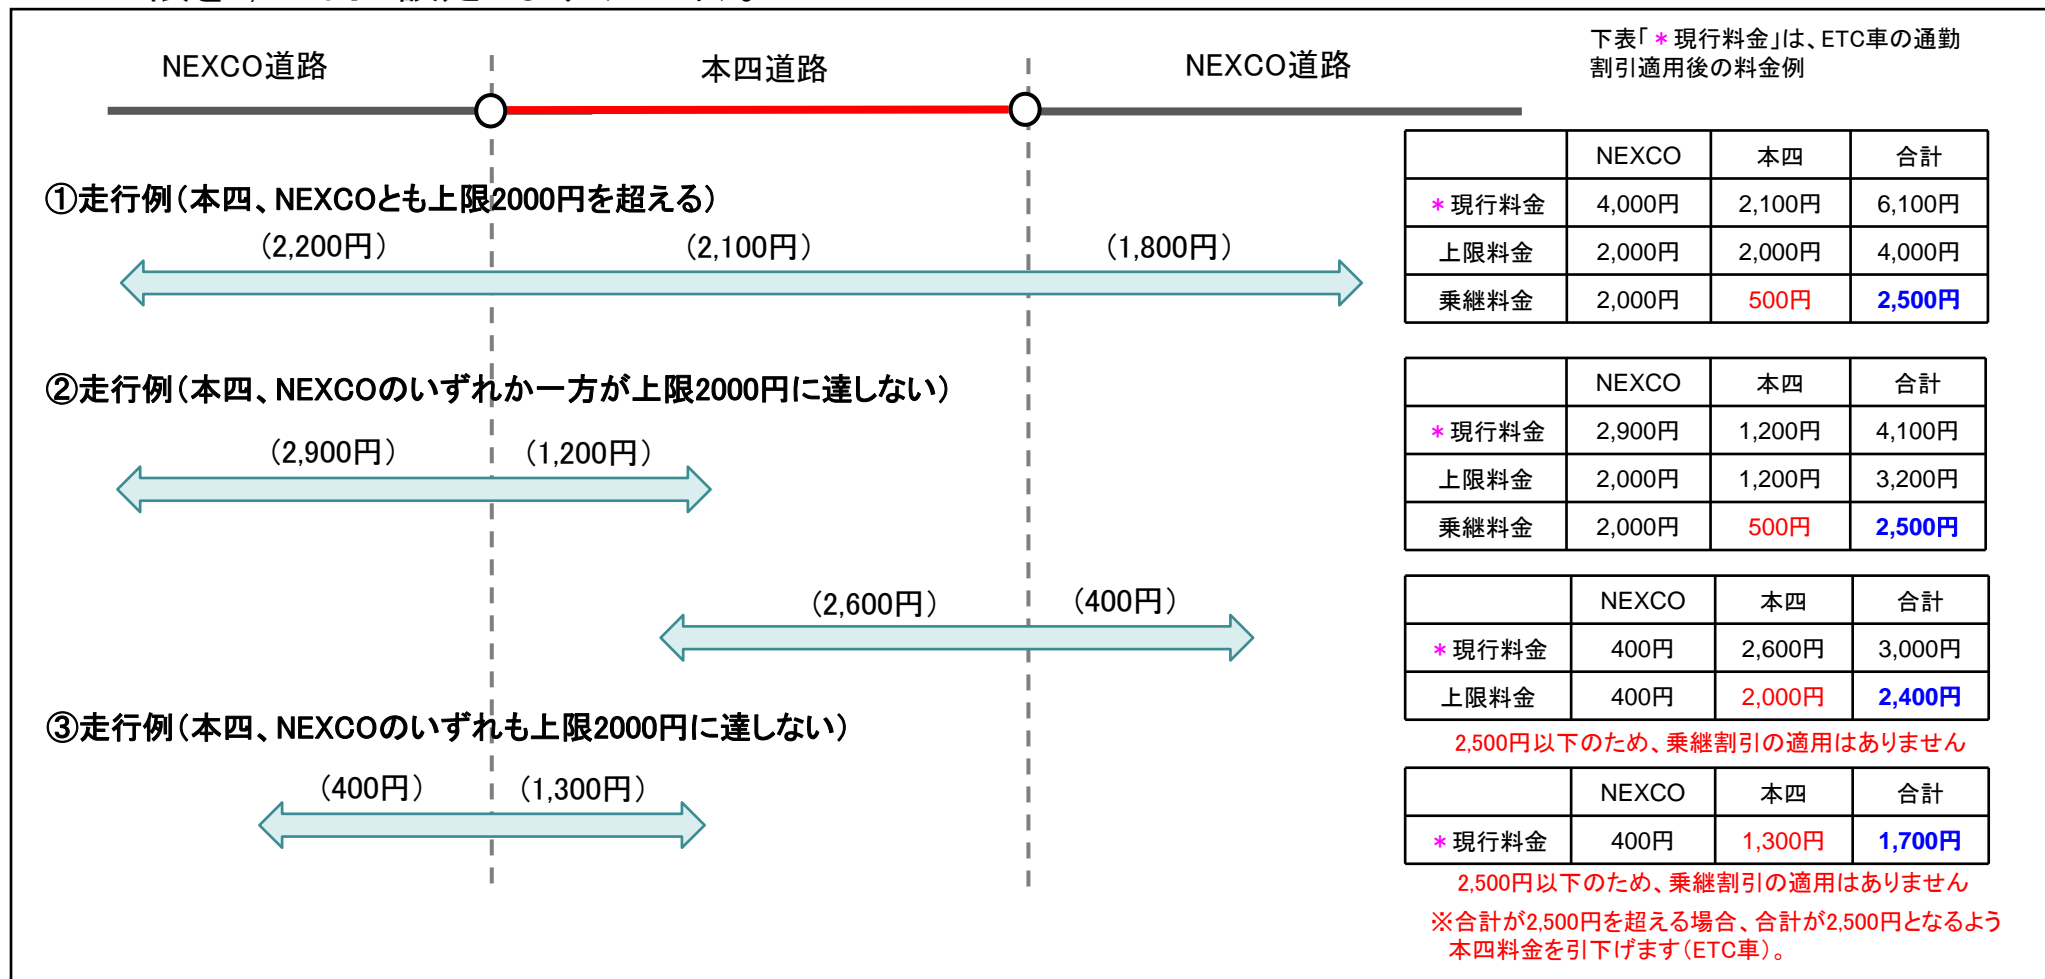 NEXCO道路
本四道路
NEXCO道路
下表「＊現行料金」は、ETC車の通勤
割引適用後の料金例
①走行例（本四、NEXCOとも上限2000円を超える）
（2,200円）
（2,100円）
（1,800円）
NEXCO 本四 合計
＊現行料金 4,000円 2,100円 6,100円
上限料金 2,000円 2,000円 4,000円
乗継料金 2,000円 500円 2,500円
②走行例（本四、NEXCOのいずれか一方が上限2000円に達しない）
（2,900円）
（1,200円）
NEXCO 本四 合計
＊現行料金 2,900円 1,200円 4,100円
上限料金 2,000円 1,200円 3,200円
乗継料金 2,000円 500円 2,500円
（2,600円）
（400円）
NEXCO 本四 合計
＊現行料金 400円 2,600円 3,000円
上限料金 400円 2,000円 2,400円
2,500円以下のため、乗継割引の適用はありません
③走行例（本四、NEXCOのいずれも上限2000円に達しない）
（400円）
（1,300円）
NEXCO 本四 合計
＊現行料金 400円 1,300円 1,700円
2,500円以下のため、乗継割引の適用はありません
※合計が2,500円を超える場合、合計が2,500円となるよう
本四料金を引下げます（ETC車）。